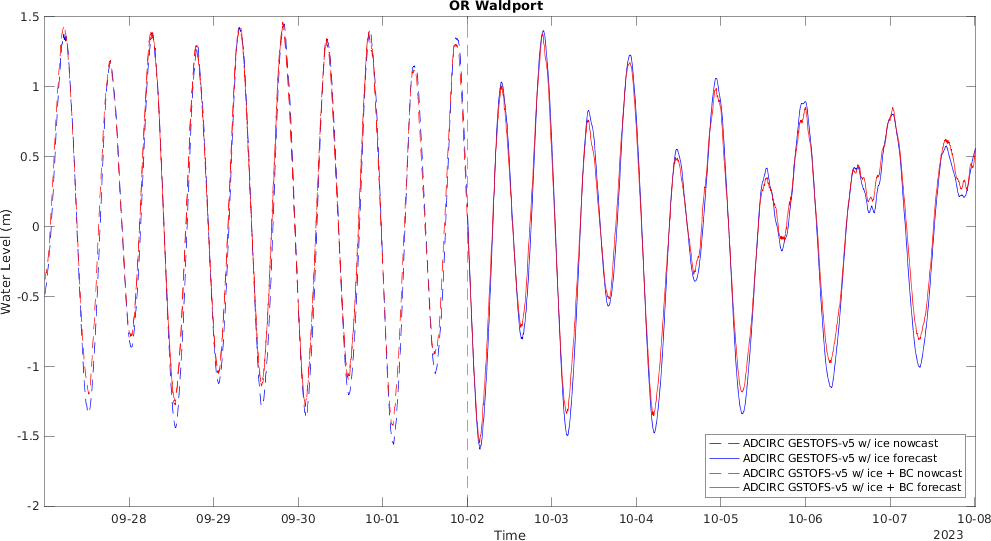 OR Waldport
1.5
1
0.5
0
-0.5
-1
-1.5
-2
Water Level (m)
ADCIRC GESTOFS-v5 w/ ice nowcast
ADCIRC GESTOFS-v5 w/ ice forecast
ADCIRC GSTOFS-v5 w/ ice + BC nowcast
ADCIRC GSTOFS-v5 w/ ice + BC forecast
09-28 09-29 09-30 10-01 10-02 10-03 10-04 10-05 10-06 10-07 10-08
Time
2023